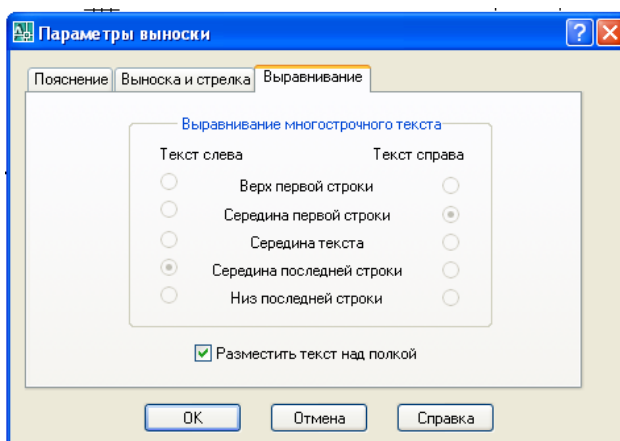 Параметры выноски
Пояснение Выноска и стрелка Выравнивание
Выравнивание многострочного текста
Текст слева Текст справа
Верх первой строки
Середина первой строки
Середина текста
Середина последней строки
Низ последней строки
Разместить текст над полкой
OK Отмена Справка